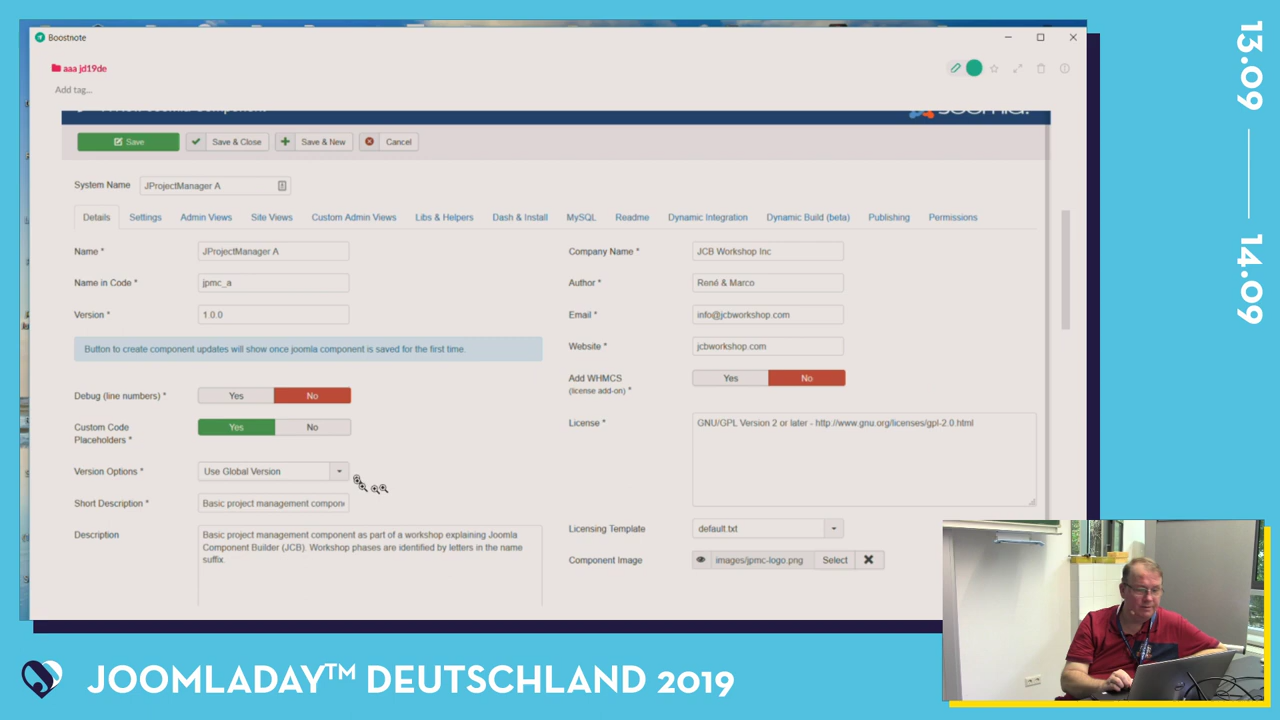 Boostnote
aaa jd19de
Add tag...
Save
Save & Close
Save & New
Cancel
System Name
JProjectManager A
Details
Settings
Admin Views
Site Views
Custom Admin Views
Libs & Helpers
Dash & Install
MySQL
Readme
Dynamic Integration
Dynamic Build (beta)
Publishing
Permissions
Name *
JProjectManager A
Name in Code *
jpmc_a
Version *
1.0.0
Button to create component updates will show once joomla component is saved for the first time.
Debug (line numbers) *
Yes
No
Custom Code
Placeholders *
Yes
No
Version Options *
Use Global Version
Short Description *
Basic project management compon
Description
Basic project management component as part of a workshop explaining Joomla
Component Builder (JCB). Workshop phases are identified by letters in the name
suffix.
Company Name *
JCB Workshop Inc
Author *
René & Marco
Email *
info@jcbworkshop.com
Website *
jcbworkshop.com
Add WHMCS
(license add-on) *
Yes
No
License *
GNU/GPL Version 2 or later - http://www.gnu.org/licenses/gpl-2.0.html
Licensing Template
default.txt
Component Image
images/jpmc-logo.png
Select
13.09
14.09
JOOMLADAY™ DEUTSCHLAND 2019